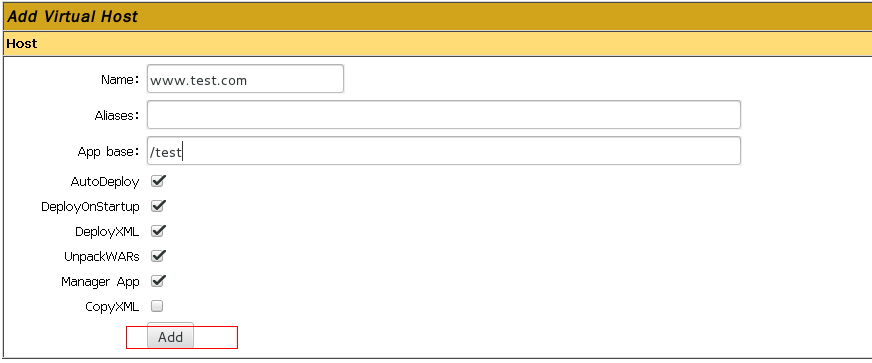 Add Virtual Host
Host
Name: www.test.com
Aliases:
App base: /test
AutoDeploy
DeployOnStartup
DeployXML
UnpackWARs
Manager App
CopyXML
Add